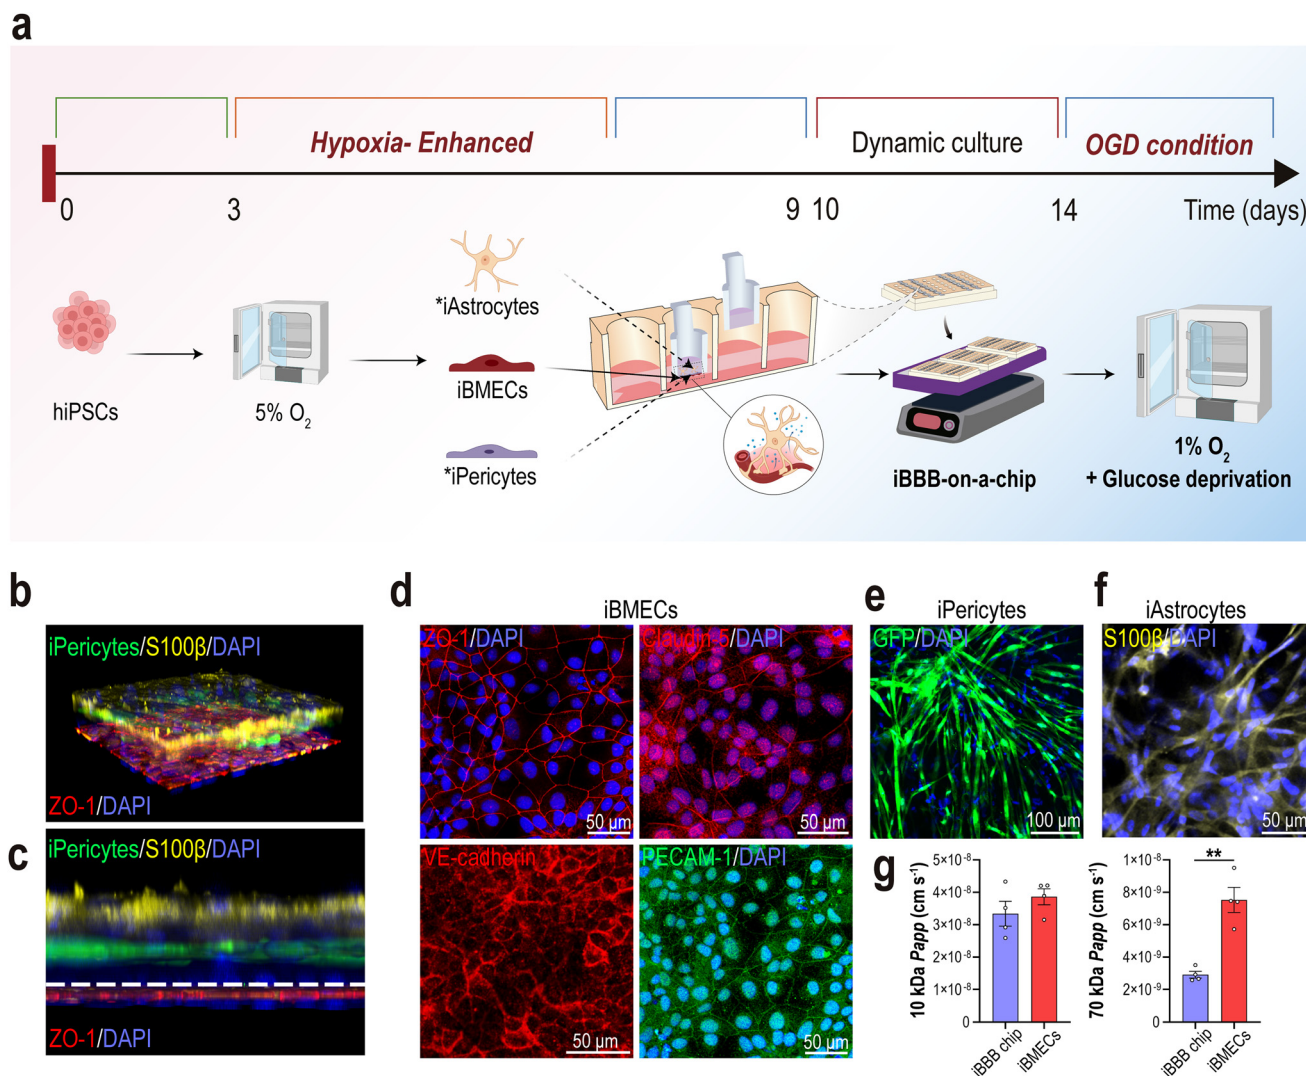 a
Hypoxia- Enhanced
Dynamic culture
OGD condition
0
3
9
10
14
Time (days)
hiPSCs
5% O₂
*iAstrocytes
iBMECs
*iPericytes
iBBB-on-a-chip
1% O₂
+ Glucose deprivation
b
iPericytes/S100β/DAPI
ZO-1/DAPI
c
iPericytes/S100β/DAPI
ZO-1/DAPI
d
iBMECs
ZO-1/DAPI
50 µm
Claudin-5/DAPI
50 µm
VE-cadherin
50 µm
PECAM-1/DAPI
50 µm
e
iPericytes
GFP/DAPI
100 µm
f
iAstrocytes
S100β/DAPI
50 µm
g
10 kDa Papp (cm s⁻¹)
5×10⁻⁸
4×10⁻⁸
3×10⁻⁸
2×10⁻⁸
1×10⁻⁸
0
iBBB chip
iBMECs
70 kDa Papp (cm s⁻¹)
1×10⁻⁸
8×10⁻⁹
6×10⁻⁹
4×10⁻⁹
2×10⁻⁹
0
**
iBBB chip
iBMECs